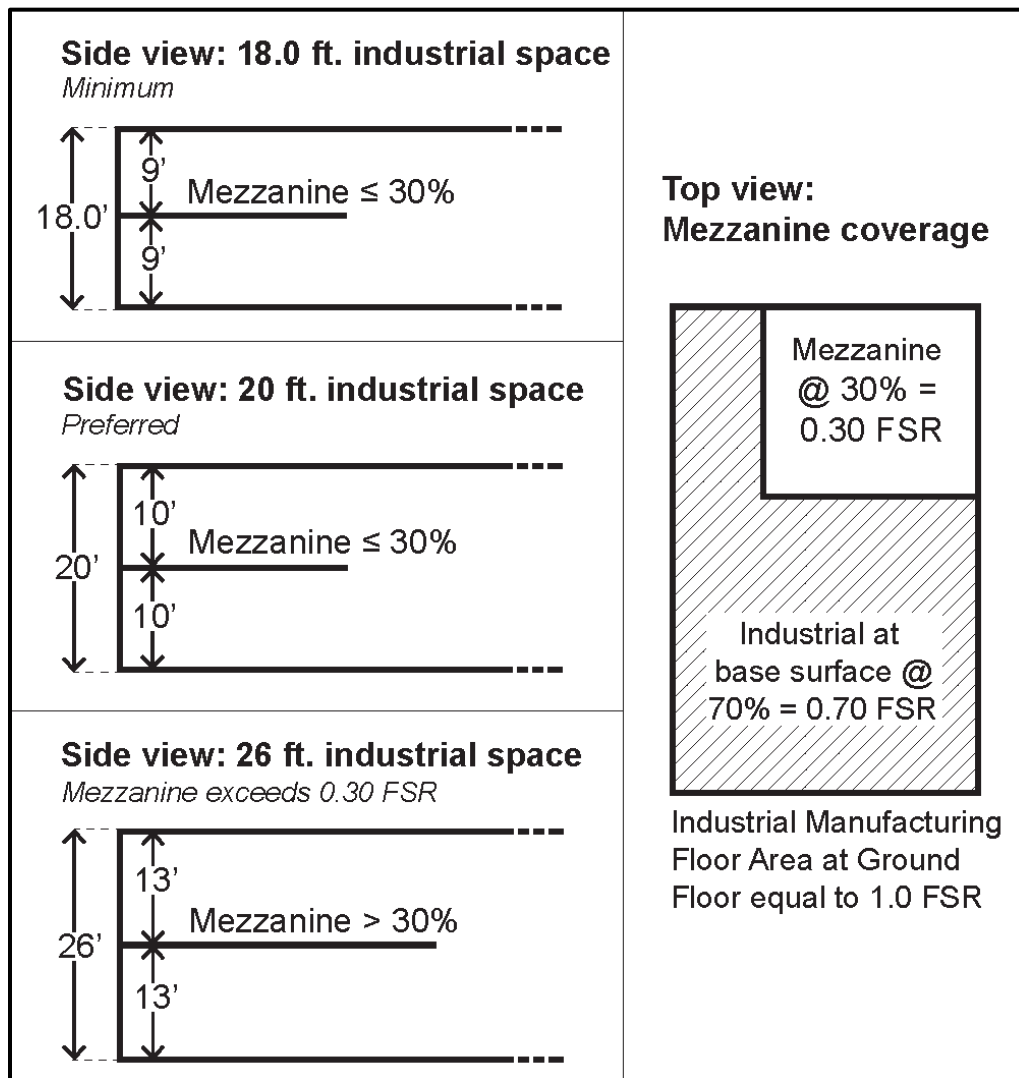 Side view: 18.0 ft. industrial space
Minimum
18.0’
9’
Mezzanine ≤ 30%
9’
Side view: 20 ft. industrial space
Preferred
20’
10’
Mezzanine ≤ 30%
10’
Side view: 26 ft. industrial space
Mezzanine exceeds 0.30 FSR
26’
13’
Mezzanine > 30%
13’
Top view:
Mezzanine coverage
Mezzanine
@ 30% =
0.30 FSR
Industrial at
base surface @
70% = 0.70 FSR
Industrial Manufacturing
Floor Area at Ground
Floor equal to 1.0 FSR